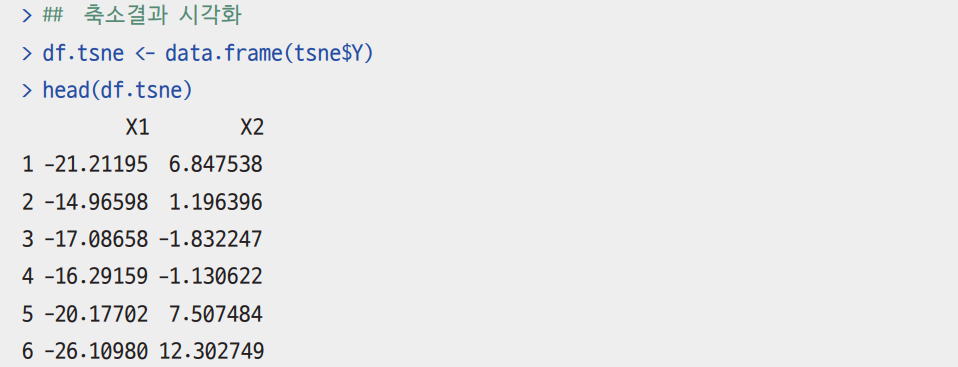 > ## 축소결과 시각화
> df.tsne <- data.frame(tsne$Y)
> head(df.tsne)
X1 X2
1 -21.21195 6.847538
2 -14.96598 1.196396
3 -17.08658 -1.832247
4 -16.29159 -1.130622
5 -20.17702 7.507484
6 -26.10980 12.302749